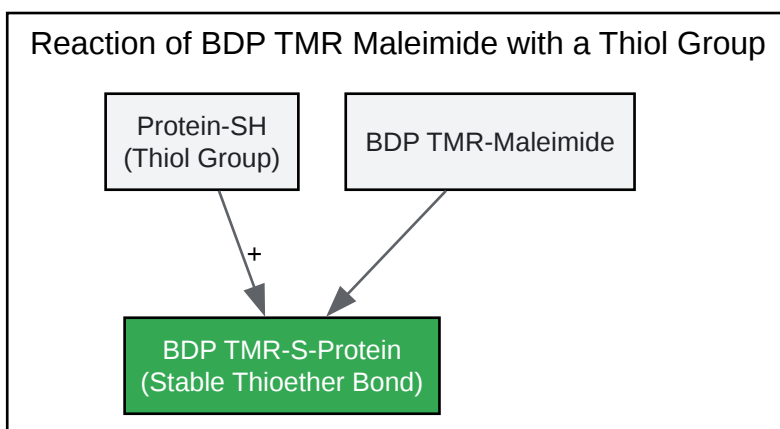 Reaction of BDP TMR Maleimide with a Thiol Group
Protein-SH
(Thiol Group)
BDP TMR-Maleimide
+
BDP TMR-S-Protein
(Stable Thioether Bond)